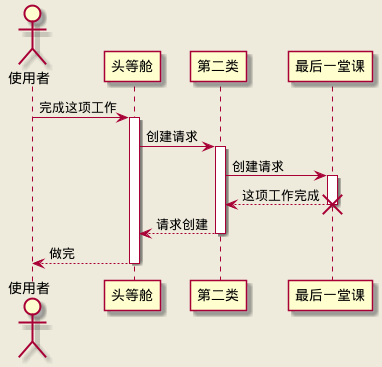 使用者
头等舱
第二类
最后一堂课
完成这项工作
创建请求
创建请求
这项工作完成
请求创建
做完
使用者
头等舱
第二类
最后一堂课